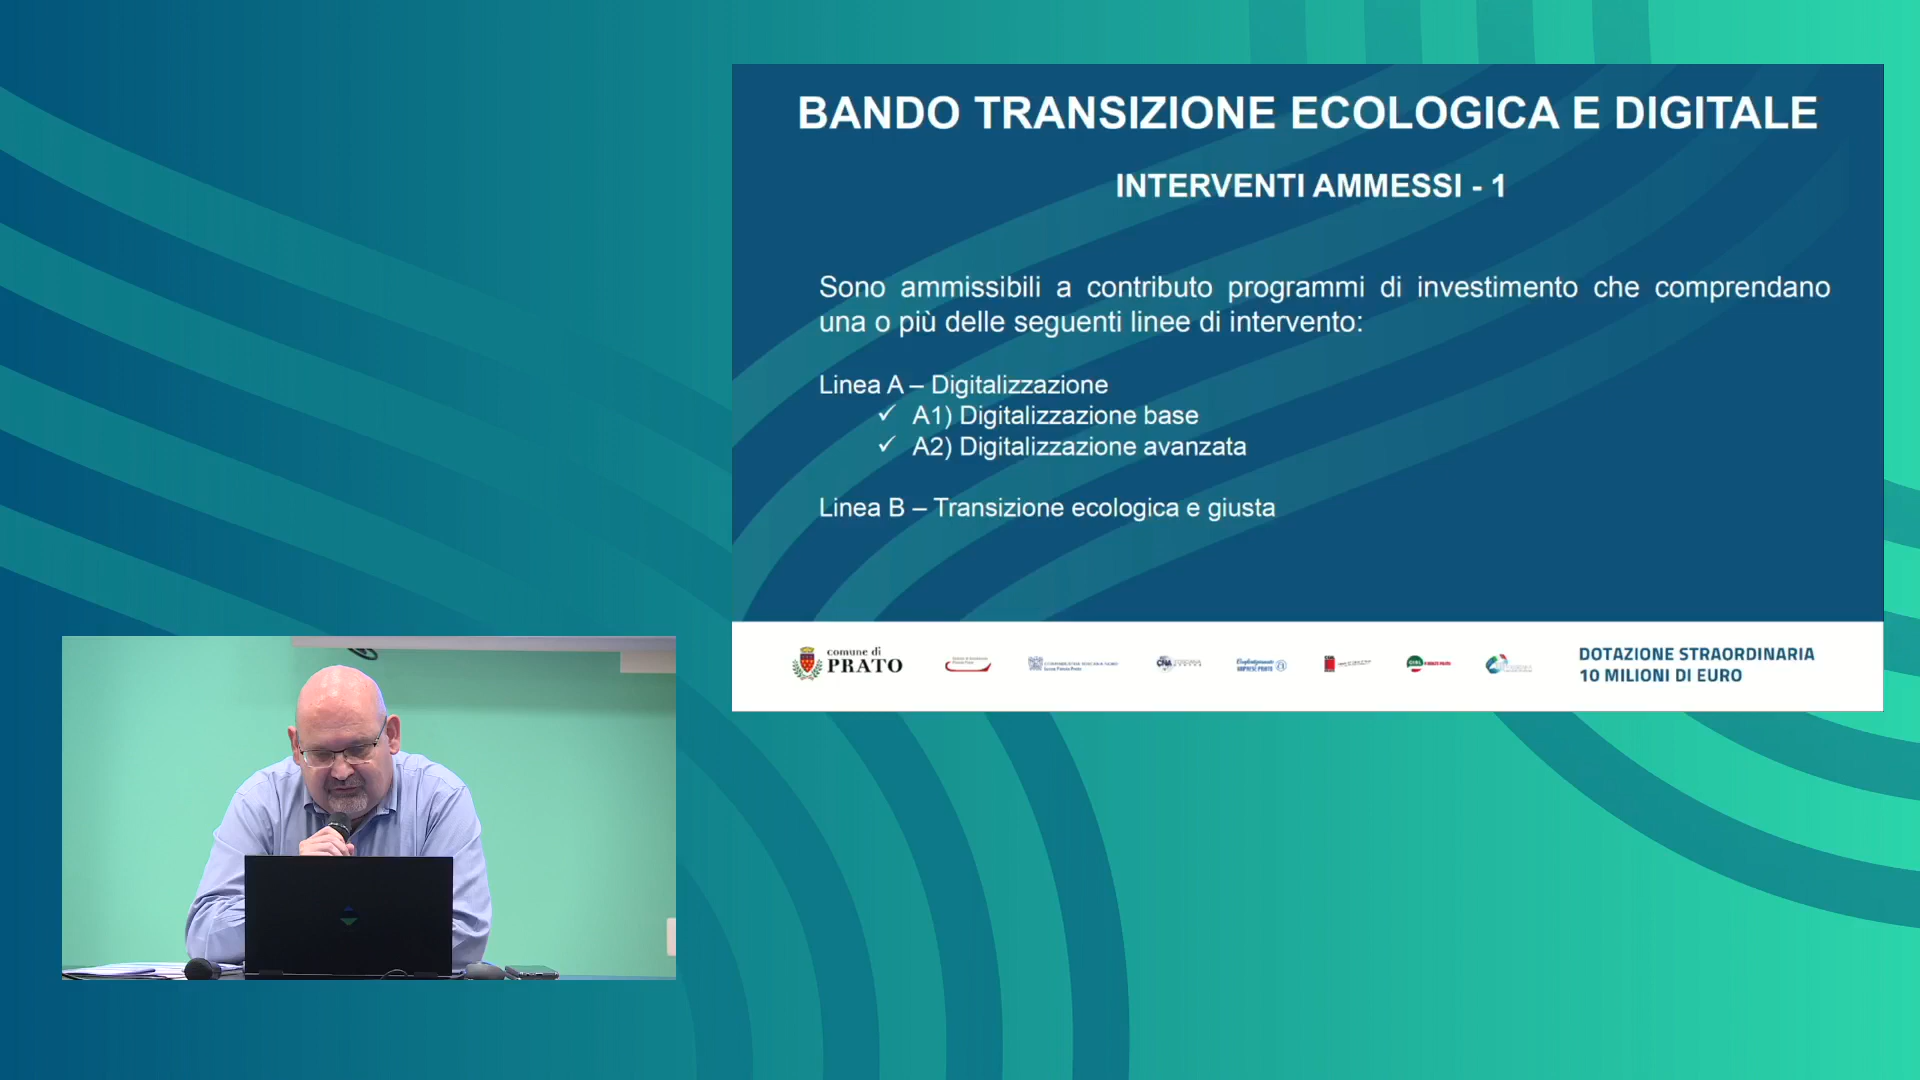 BANDO TRANSIZIONE ECOLOGICA E DIGITALE
INTERVENTI AMMESSI - 1
Sono ammissibili a contributo programmi di investimento che comprendano
una o più delle seguenti linee di intervento:
Linea A – Digitalizzazione
✓ A1) Digitalizzazione base
✓ A2) Digitalizzazione avanzata
Linea B – Transizione ecologica e giusta
comune di
PRATO
CNA
DOTAZIONE STRAORDINARIA
10 MILIONI DI EURO